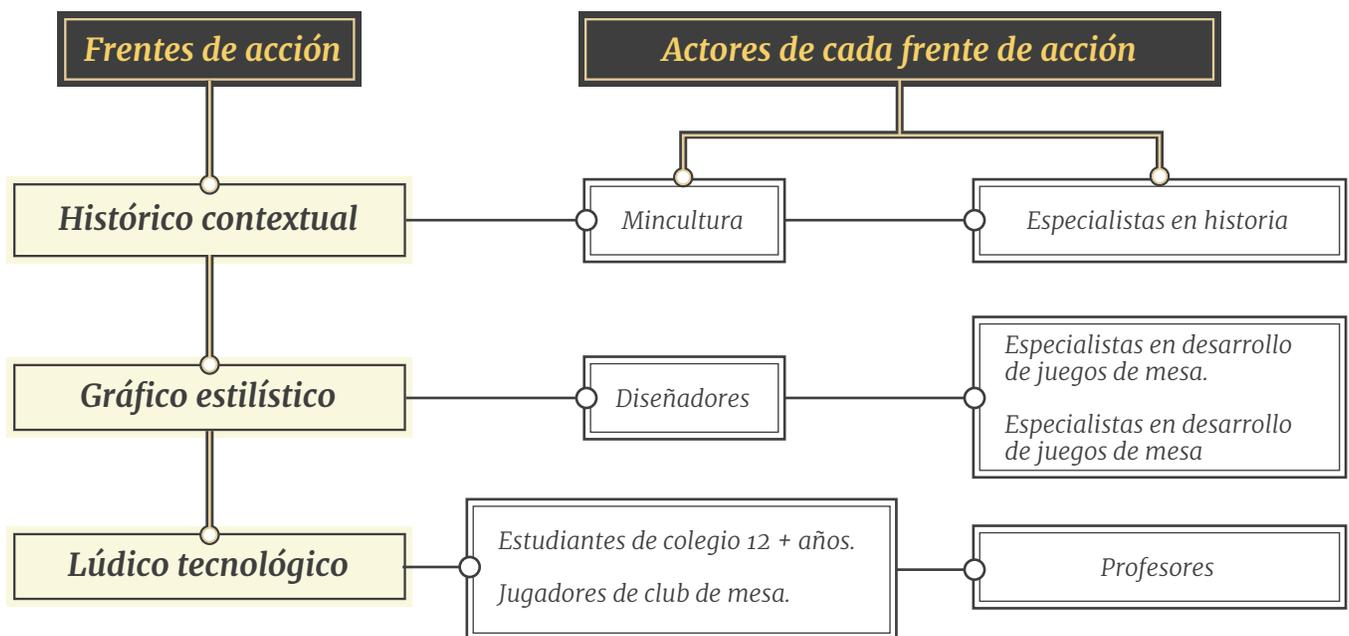 Frentes de acción
Actores de cada frente de acción
Histórico contextual
Mincultura
Especialistas en historia
Gráfico estilístico
Diseñadores
Especialistas en desarrollo
de juegos de mesa.
Especialistas en desarrollo
de juegos de mesa
Lúdico tecnológico
Estudiantes de colegio 12 + años.
Jugadores de club de mesa.
Profesores